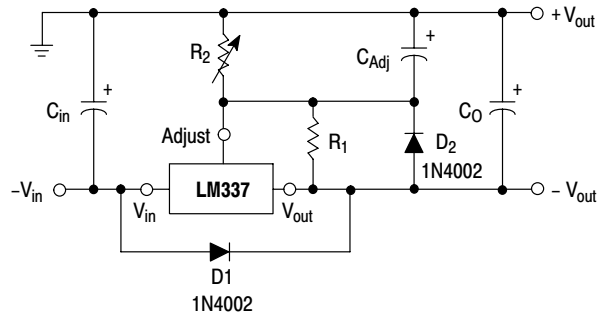 + Vout
R2
CAdj
+
+
+
Cin
CO
Adjust
R1
D2
1N4002
−Vin
Vin
LM337
Vout
− Vout
D1
1N4002